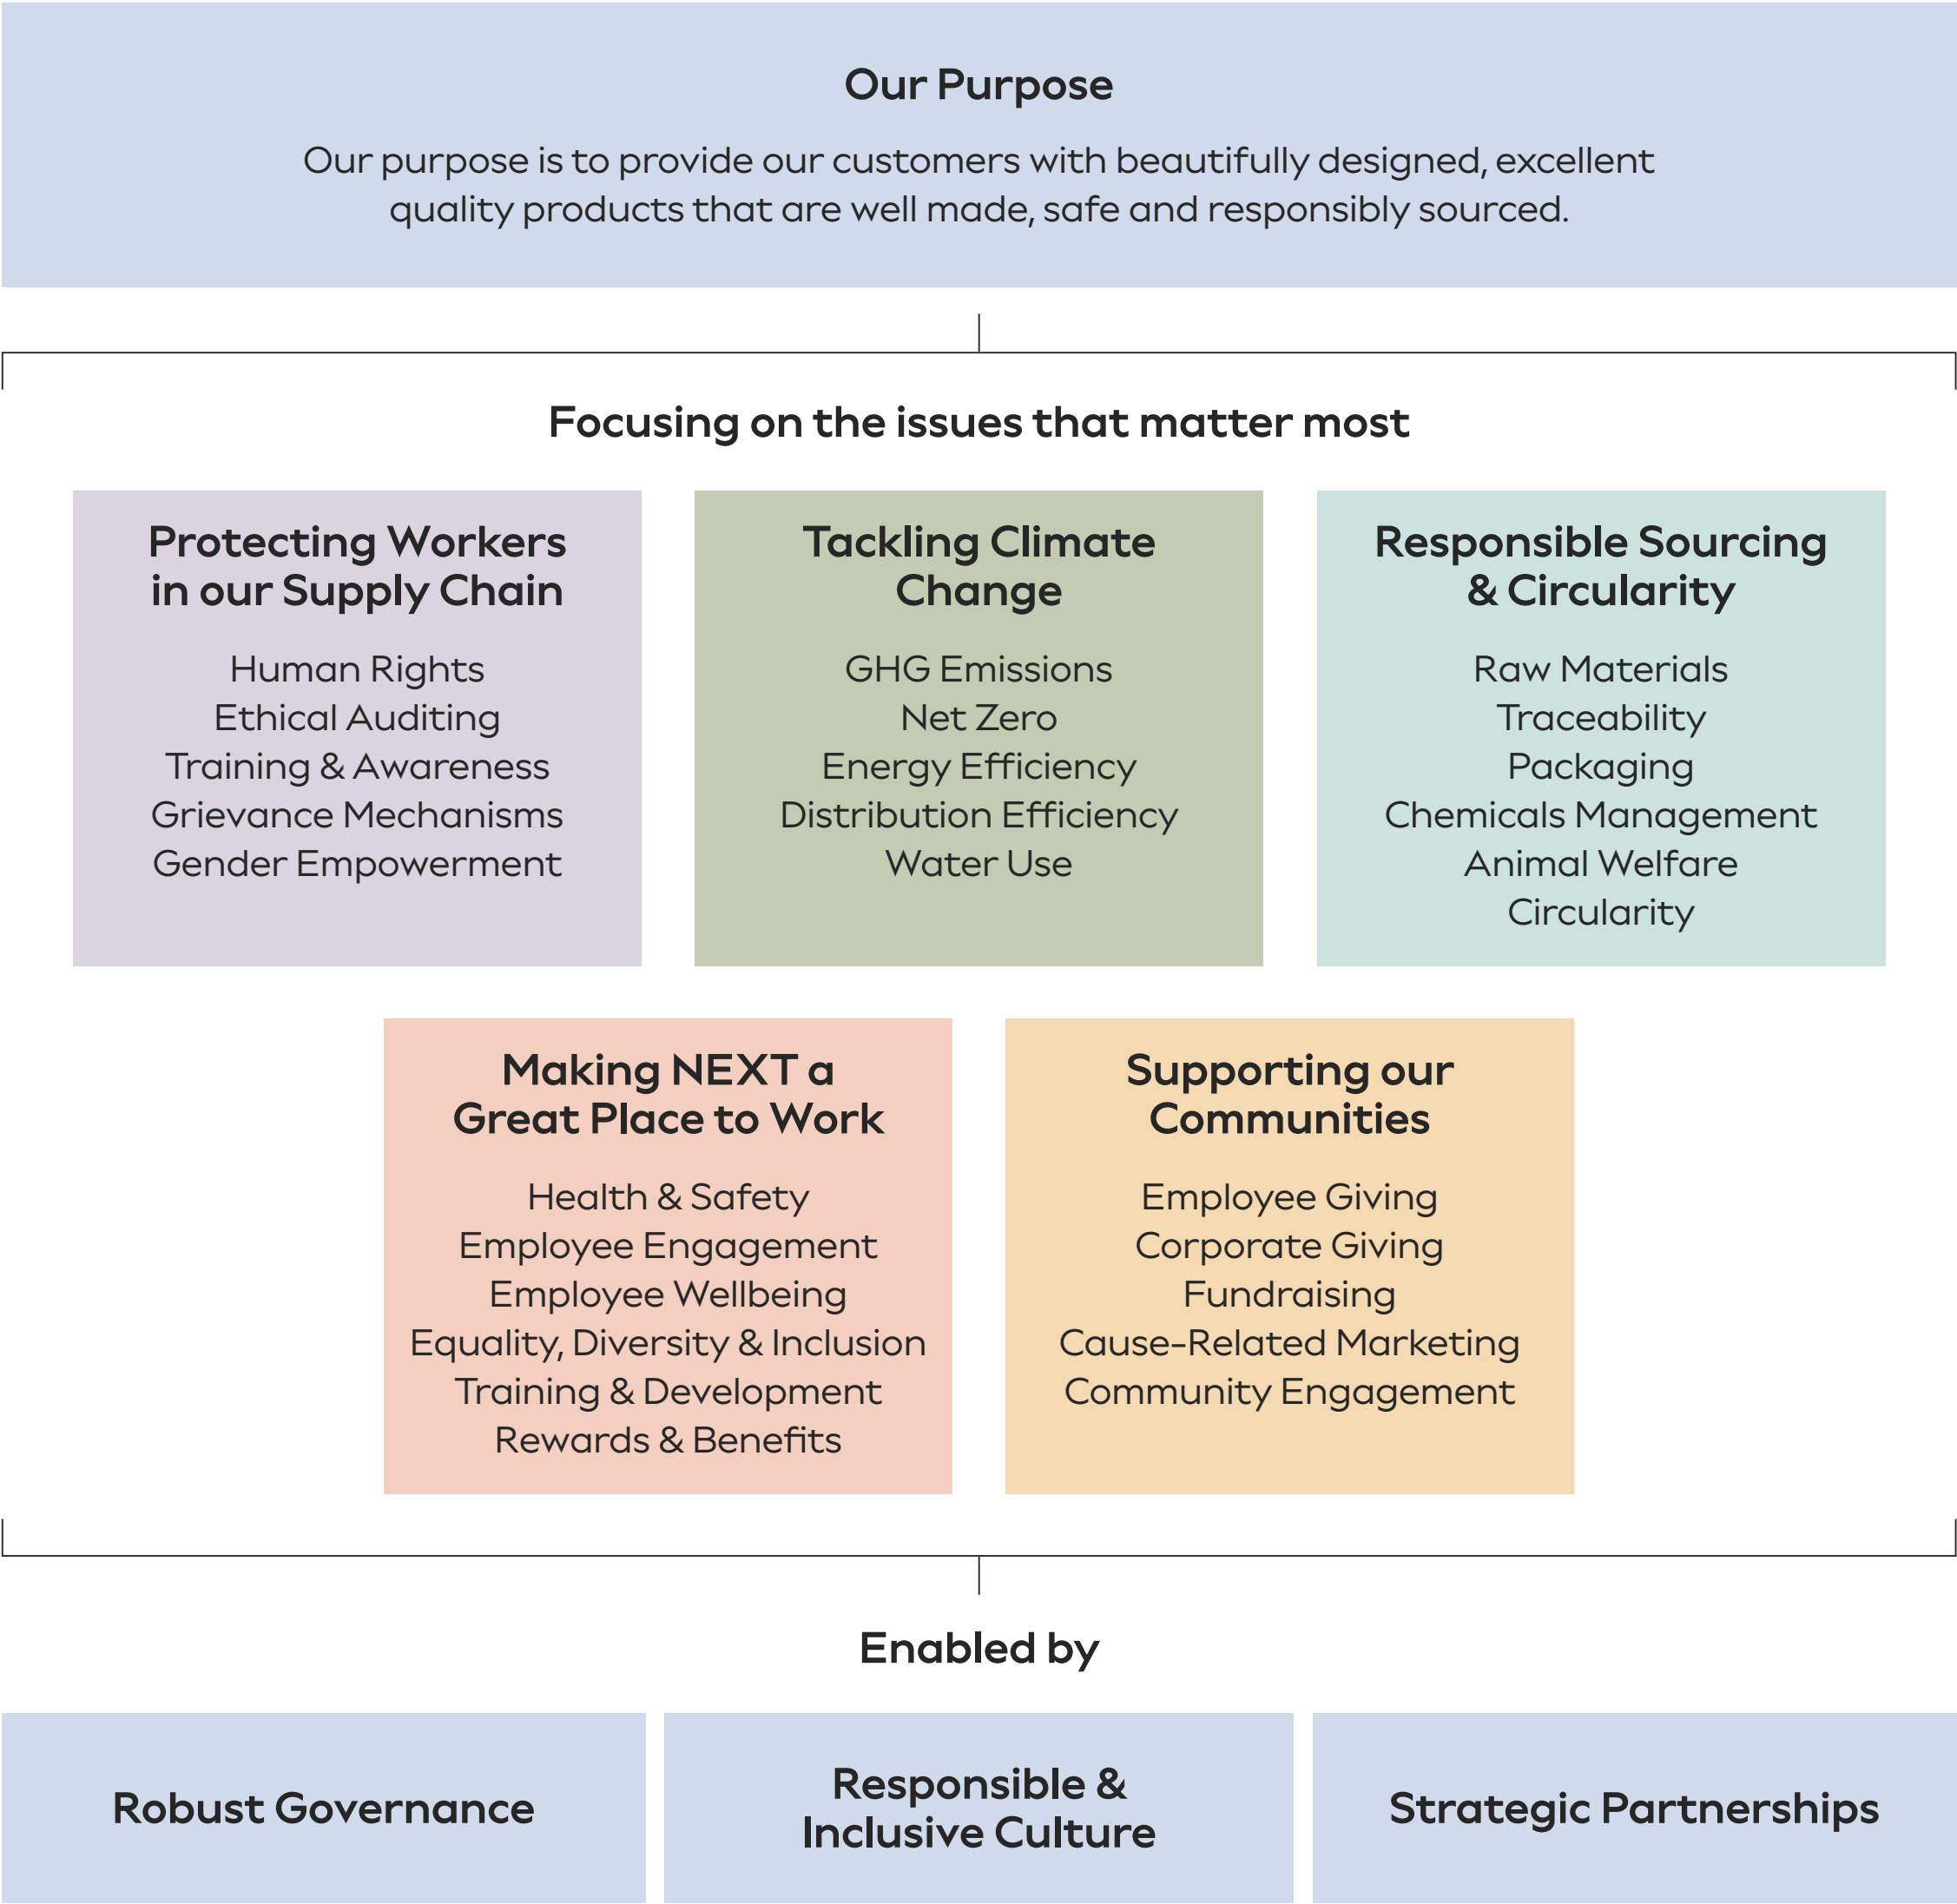 Our Purpose
Our purpose is to provide our customers with beautifully designed, excellent
quality products that are well made, safe and responsibly sourced.
Focusing on the issues that matter most
Protecting Workers
in our Supply Chain
Human Rights
Ethical Auditing
Training & Awareness
Grievance Mechanisms
Gender Empowerment
Tackling Climate
Change
GHG Emissions
Net Zero
Energy Efficiency
Distribution Efficiency
Water Use
Responsible Sourcing
& Circularity
Raw Materials
Traceability
Packaging
Chemicals Management
Animal Welfare
Circularity
Making NEXT a
Great Place to Work
Health & Safety
Employee Engagement
Employee Wellbeing
Equality, Diversity & Inclusion
Training & Development
Rewards & Benefits
Supporting our
Communities
Employee Giving
Corporate Giving
Fundraising
Cause-Related Marketing
Community Engagement
Enabled by
Robust Governance
Responsible &
Inclusive Culture
Strategic Partnerships